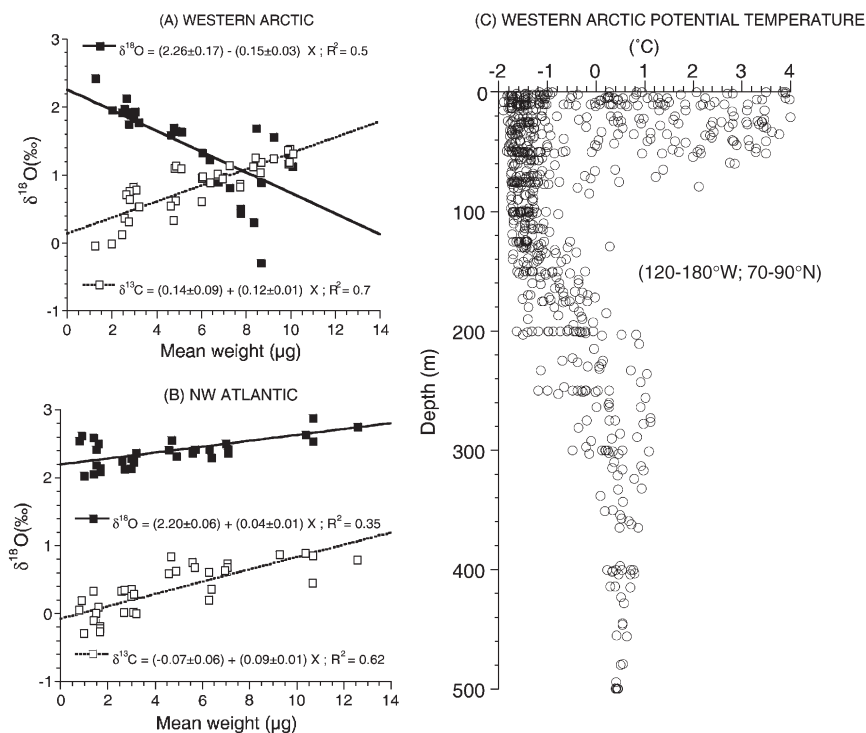 (A) WESTERN ARCTIC
3
2
1
0
-1
δ¹⁸O(‰)
δ¹⁸O = (2.26±0.17) - (0.15±0.03) X ; R² = 0.5
δ¹³C = (0.14±0.09) + (0.12±0.01) X ; R² = 0.7
0 2 4 6 8 10 12 14
Mean weight (µg)
(B) NW ATLANTIC
3
2
1
0
-1
δ¹⁸O(‰)
δ¹⁸O = (2.20±0.06) + (0.04±0.01) X ; R² = 0.35
δ¹³C = (-0.07±0.06) + (0.09±0.01) X ; R² = 0.62
0 2 4 6 8 10 12 14
Mean weight (µg)
(C) WESTERN ARCTIC POTENTIAL TEMPERATURE
(˚C)
-2 -1 0 1 2 3 4
0
100
200
300
400
500
Depth (m)
(120-180°W; 70-90°N)